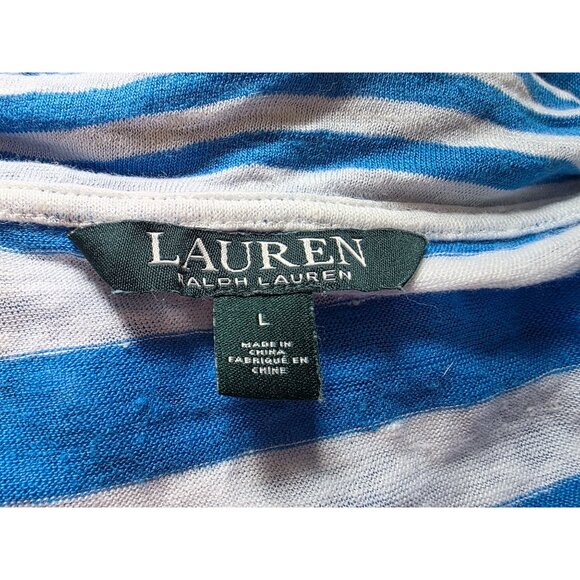 LAUREN
RALPH LAUREN
L
MADE IN
CHINA
FABRIQUÉ EN
CHINE